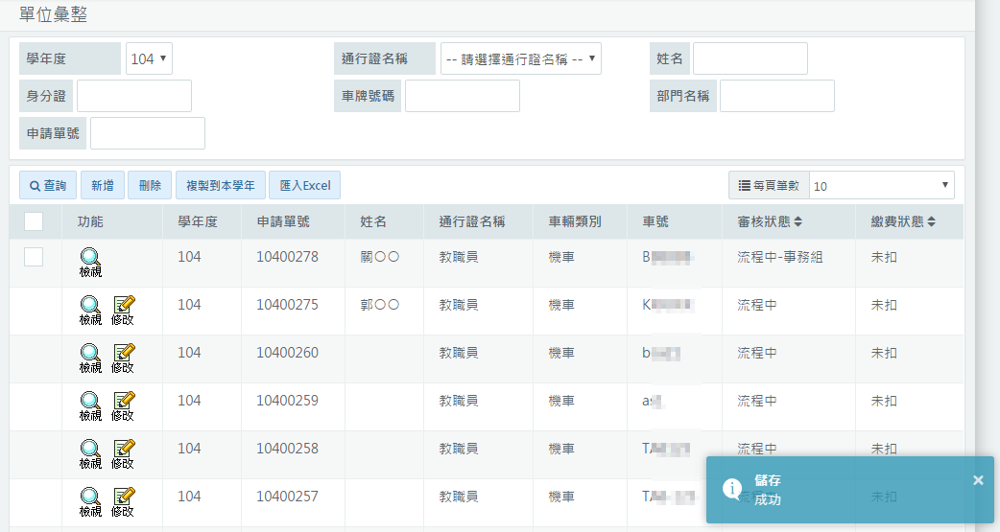 單位彙整
學年度 104 通行證名稱 -- 請選擇通行證名稱 -- 姓名
身分證 車牌號碼 部門名稱
申請單號
查詢 新增 刪除 複製到本學年 匯入Excel 每頁筆數 10
功能 學年度 申請單號 姓名 通行證名稱 車輛類別 車號 審核狀態 繳費狀態
檢視 104 10400278 關〇〇 教職員 機車 B 流程中-事務組 未扣
檢視 修改 104 10400275 郭〇〇 教職員 機車 K 流程中 未扣
檢視 修改 104 10400260 教職員 機車 b 流程中 未扣
檢視 修改 104 10400259 教職員 機車 as 流程中 未扣
檢視 修改 104 10400258 教職員 機車 TA 流程中 未扣
檢視 修改 104 10400257 教職員 機車 TA 流程中 未扣
儲存
成功